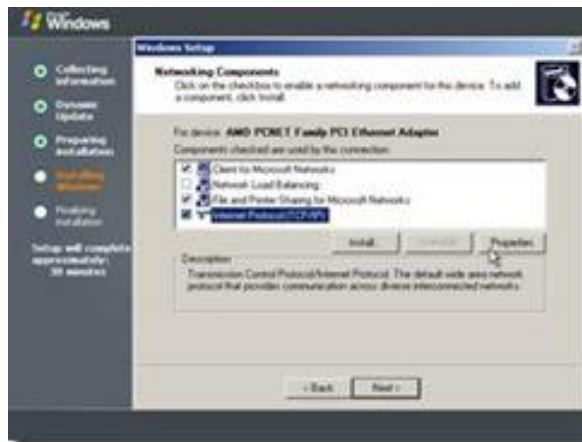 Windows
Collecting
information
Dynamic
Update
Preparing
installation
Installing
Windows
Finalizing
installation
Setup will complete
approximately:
30 minutes
Windows Setup
Networking Components
Click on the checkbox to enable a networking component for this device. To add
a component, click Install.
For device: AMD PCNET Family PCI Ethernet Adapter
Components checked are used by this connection:
Client for Microsoft Networks
Network Load Balancing
File and Printer Sharing for Microsoft Networks
Internet Protocol (TCP/IP)
Install...
Uninstall
Properties
Description
Transmission Control Protocol/Internet Protocol. The default wide area network
protocol that provides communication across diverse interconnected networks.
< Back
Next >